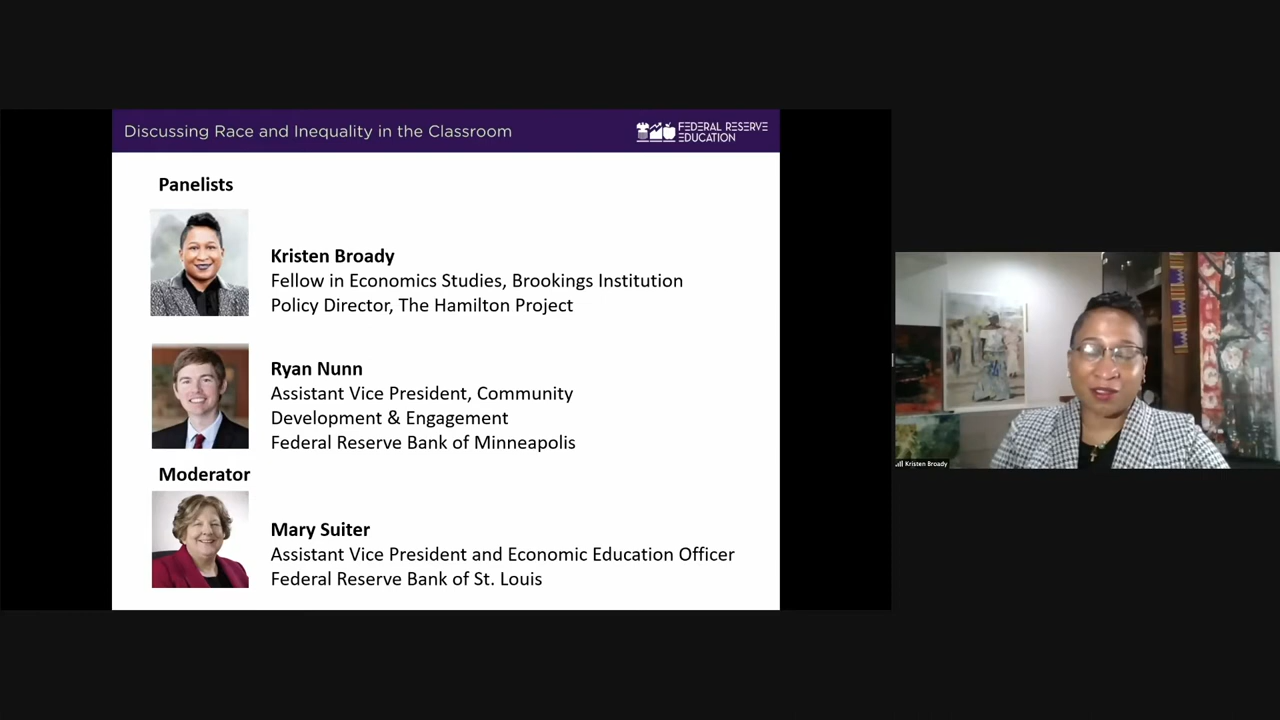 Discussing Race and Inequality in the Classroom
FEDERAL RESERVE
EDUCATION
Panelists
Kristen Broady
Fellow in Economics Studies, Brookings Institution
Policy Director, The Hamilton Project
Ryan Nunn
Assistant Vice President, Community
Development & Engagement
Federal Reserve Bank of Minneapolis
Moderator
Mary Suiter
Assistant Vice President and Economic Education Officer
Federal Reserve Bank of St. Louis
Kristen Broady